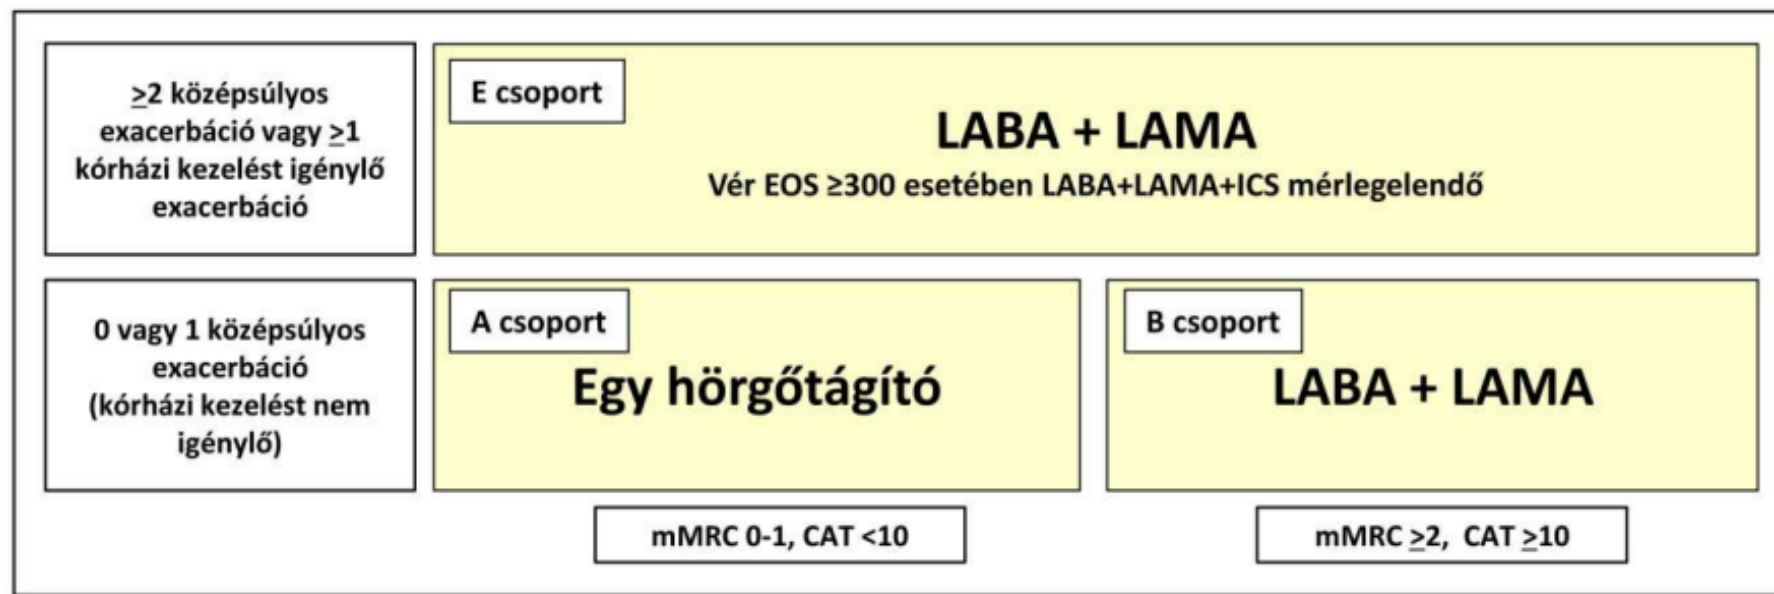 ≥2 középsúlyos
exacerbáció vagy ≥1
kórházi kezelést igénylő
exacerbáció
E csoport
LABA + LAMA
Vér EOS ≥300 esetében LABA+LAMA+ICS mérlegelendő
0 vagy 1 középsúlyos
exacerbáció
(kórházi kezelést nem
igénylő)
A csoport
Egy hörgőtágító
B csoport
LABA + LAMA
mMRC 0-1, CAT <10
mMRC ≥2, CAT ≥10